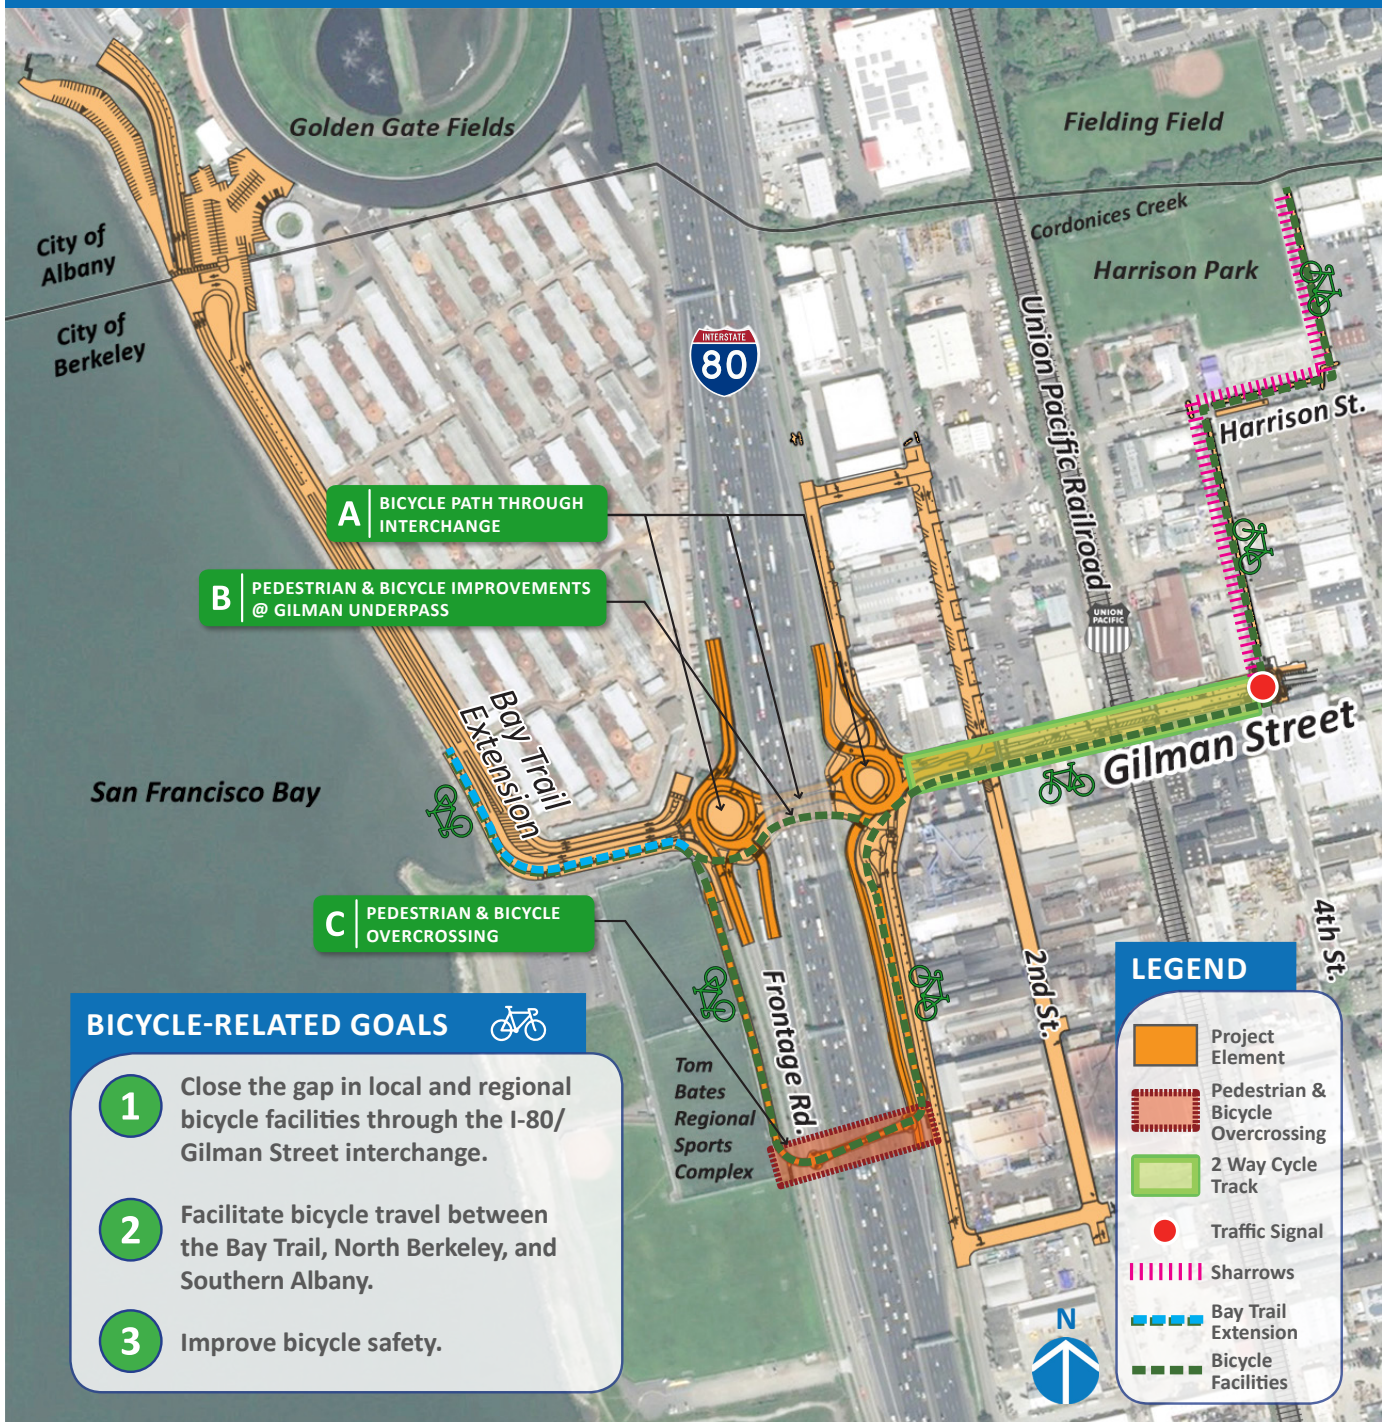 Golden Gate Fields
Fielding Field
Cordonices Creek
Harrison Park
City of
Albany
City of
Berkeley
INTERSTATE
80
Union Pacific Railroad
Harrison St.
A
BICYCLE PATH THROUGH
INTERCHANGE
B
PEDESTRIAN & BICYCLE IMPROVEMENTS
@ GILMAN UNDERPASS
UNION
PACIFIC
Bay Trail
Extension
Gilman Street
San Francisco Bay
C
PEDESTRIAN & BICYCLE
OVERCROSSING
4th St.
2nd St.
Frontage Rd.
Tom
Bates
Regional
Sports
Complex
BICYCLE-RELATED GOALS
1
Close the gap in local and regional
bicycle facilities through the I-80/
Gilman Street interchange.
2
Facilitate bicycle travel between
the Bay Trail, North Berkeley, and
Southern Albany.
3
Improve bicycle safety.
N
LEGEND
Project
Element
Pedestrian &
Bicycle
Overcrossing
2 Way Cycle
Track
Traffic Signal
Sharrows
Bay Trail
Extension
Bicycle
Facilities